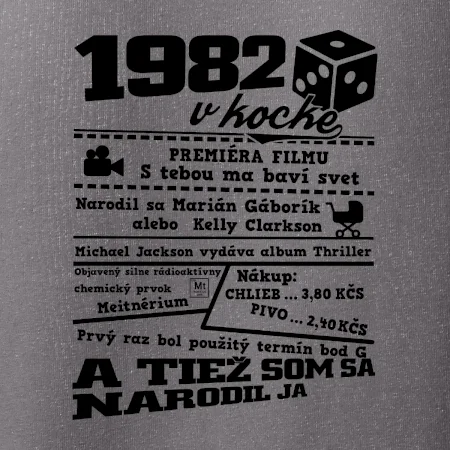 1982
v kocke
PREMIÉRA FILMU
S tebou ma baví svet
Narodil sa Marián Gáborík
alebo Kelly Clarkson
Michael Jackson vydáva album Thriller
Objavený silne rádioaktívny
chemický prvok
Mt
Meitnérium
Nákup:
CHLIEB ... 3,80 KČS
PIVO ... 2,40 KČS
Prvý raz bol použitý termín bod G
A TIEŽ SOM SA
NARODIL JA